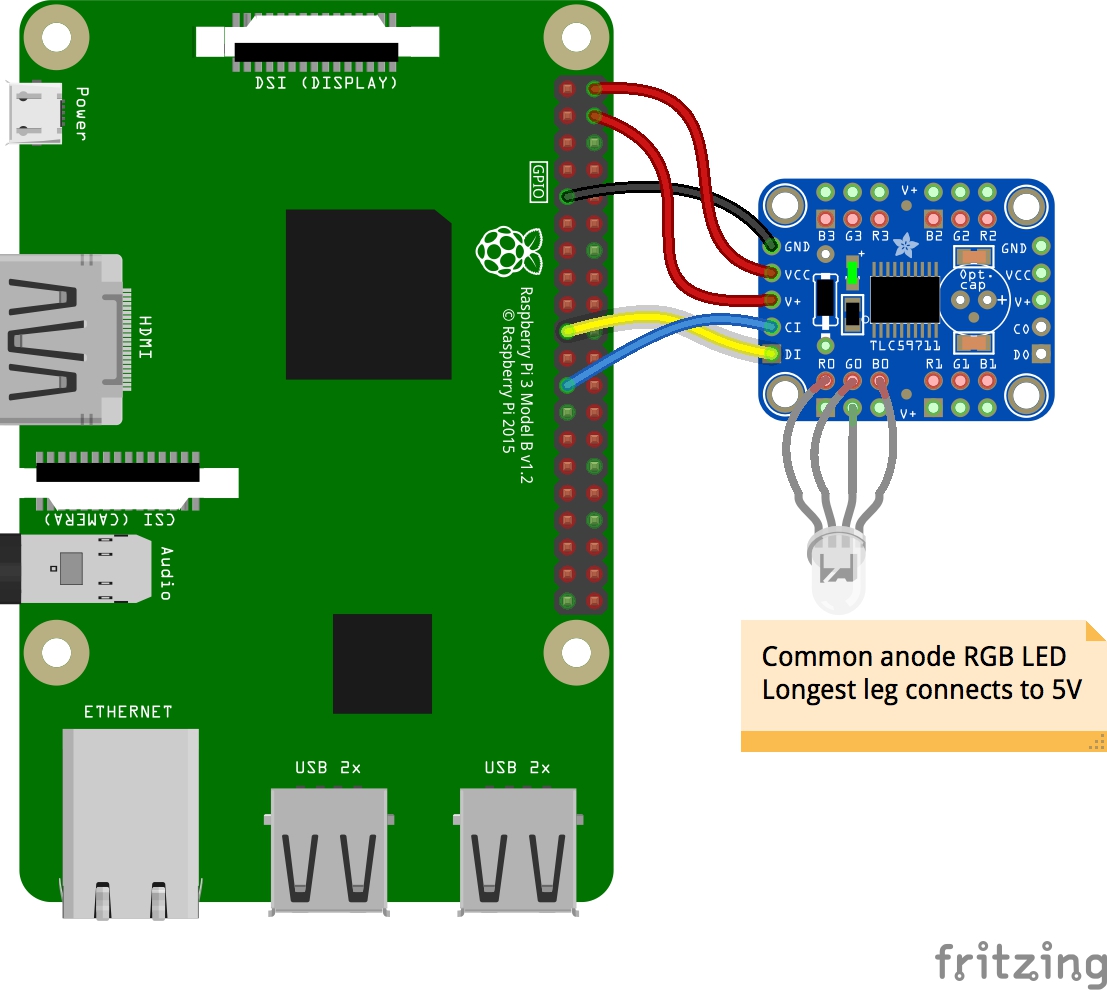 DSI (DISPLAY)
Power
GPIO
HDMI
Raspberry Pi 3 Model B v1.2
© Raspberry Pi 2015
CSI (CAMERA)
Audio
ETHERNET
USB 2x
USB 2x
V+
B3 G3 R3
B2 G2 R2
GND
VCC
V+
CI
DI
+
Opt.
cap
+
GND
VCC
V+
CO
DO
TLC59711
R0 G0 B0
R1 G1 B1
V+
Common anode RGB LED
Longest leg connects to 5V
fritzing